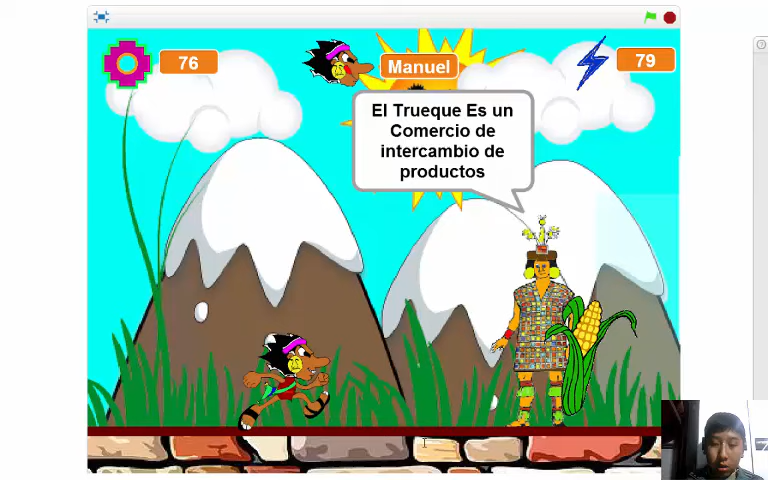 76
Manuel
79
El Trueque Es un
Comercio de
intercambio de
productos